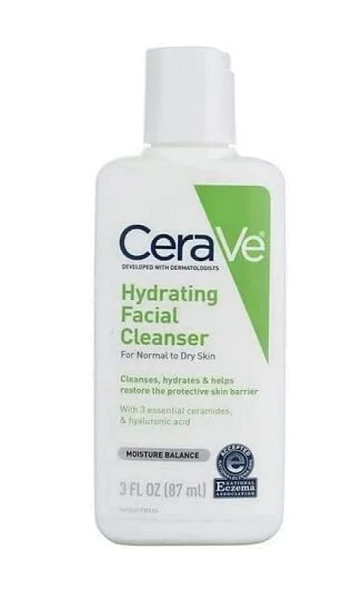 CeraVe
DEVELOPED WITH DERMATOLOGISTS
Hydrating
Facial
Cleanser
For Normal to Dry Skin
Cleanses, hydrates & helps
restore the protective skin barrier
With 3 essential ceramides,
& hyaluronic acid
MOISTURE BALANCE
ACCEPTED
NATIONAL
Eczema
ASSOCIATION
3 FL OZ (87 ml)